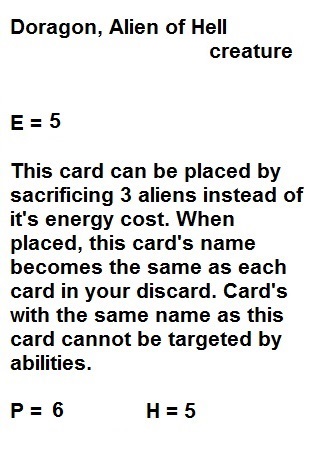 Doragon, Alien of Hell
creature
E = 5
This card can be placed by
sacrificing 3 aliens instead of
it's energy cost. When
placed, this card's name
becomes the same as each
card in your discard. Card's
with the same name as this
card cannot be targeted by
abilities.
P = 6 H = 5